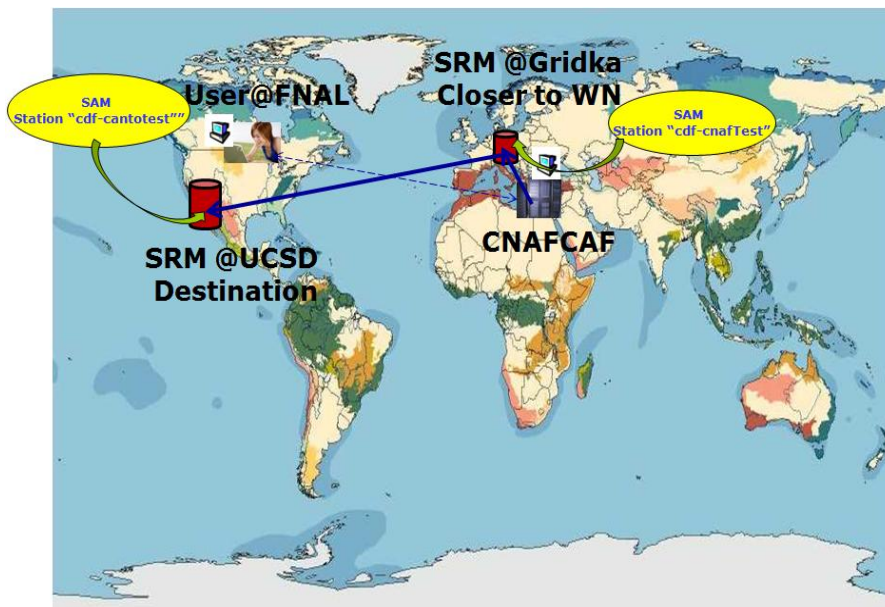 SRM @Gridka
Closer to WN
User@FNAL
SAM
Station “cdf-cantotest””
SAM
Station “cdf-cnafTest”
CNAFCAF
SRM @UCSD
Destination